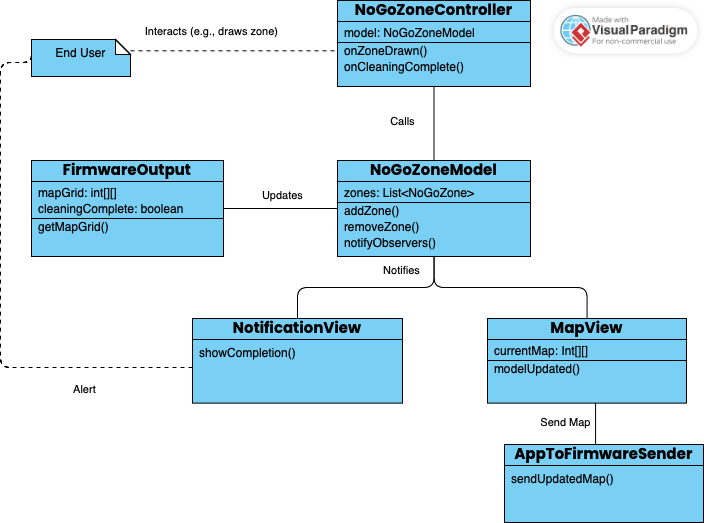 NoGoZoneController
model: NoGoZoneModel
onZoneDrawn()
onCleaningComplete()
Made with
VisualParadigm
For non-commercial use
Interacts (e.g., draws zone)
End User
Calls
FirmwareOutput
mapGrid: int[][]
cleaningComplete: boolean
getMapGrid()
Updates
NoGoZoneModel
zones: List<NoGoZone>
addZone()
removeZone()
notifyObservers()
Notifies
NotificationView
showCompletion()
MapView
currentMap: Int[][]
modelUpdated()
Alert
Send Map
AppToFirmwareSender
sendUpdatedMap()